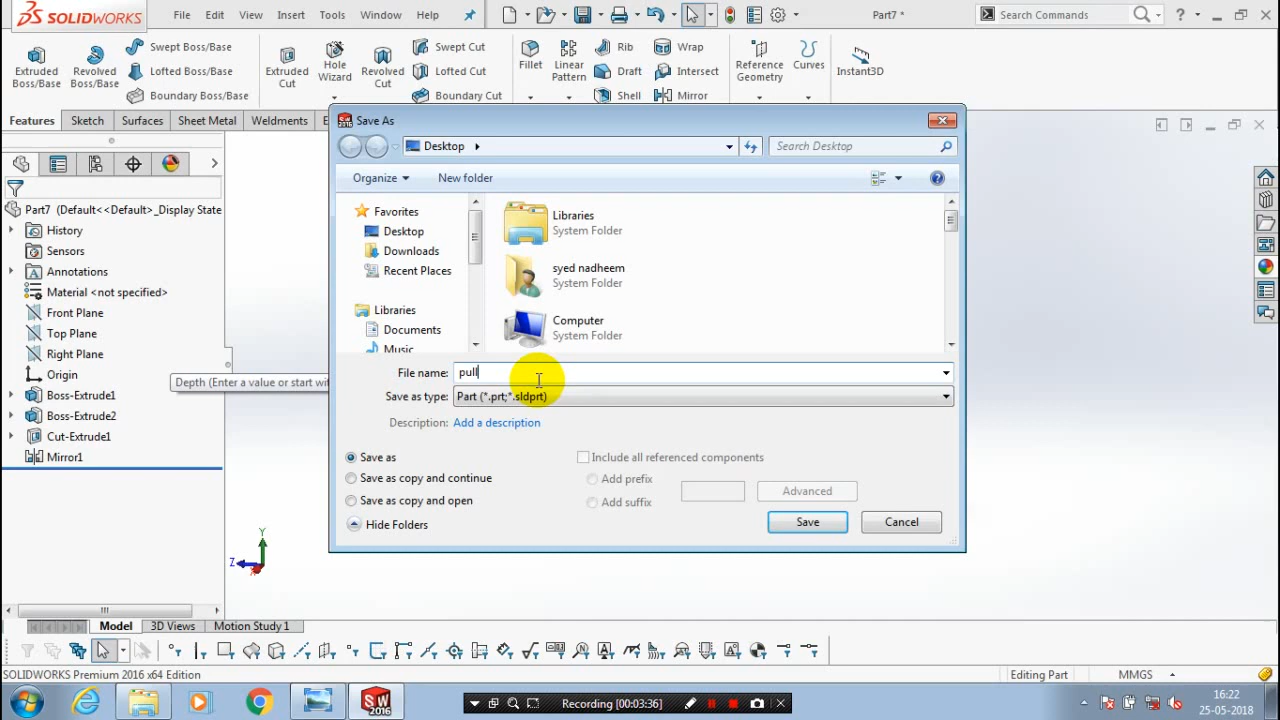 SOLIDWORKS File Edit View Insert Tools Window Help Part7 * Search Commands
Extruded Boss/Base Revolved Boss/Base Swept Boss/Base Lofted Boss/Base Boundary Boss/Base Extruded Cut Hole Wizard Revolved Cut Swept Cut Lofted Cut Boundary Cut Fillet Linear Pattern Rib Draft Shell Wrap Intersect Mirror Reference Geometry Curves Instant3D
Features Sketch Surfaces Sheet Metal Weldments
Part7 (Default<<Default>_Display State
History
Sensors
Annotations
Material <not specified>
Front Plane
Top Plane
Right Plane
Origin
Boss-Extrude1
Boss-Extrude2
Cut-Extrude1
Mirror1
Depth (Enter a value or start wit
Save As
Desktop Search Desktop
Organize New folder
Favorites
Desktop
Downloads
Recent Places
Libraries
Documents
Music
Libraries
System Folder
syed nadheem
System Folder
Computer
System Folder
File name: pull
Save as type: Part (*.prt;*.sldprt)
Description: Add a description
Save as Include all referenced components
Save as copy and continue Add prefix Advanced
Save as copy and open Add suffix
Hide Folders Save Cancel
Y
Z
Model 3D Views Motion Study 1
SOLIDWORKS Premium 2016 x64 Edition Editing Part MMGS
SW 2016 Recording [00:03:36] 16:22
25-05-2018